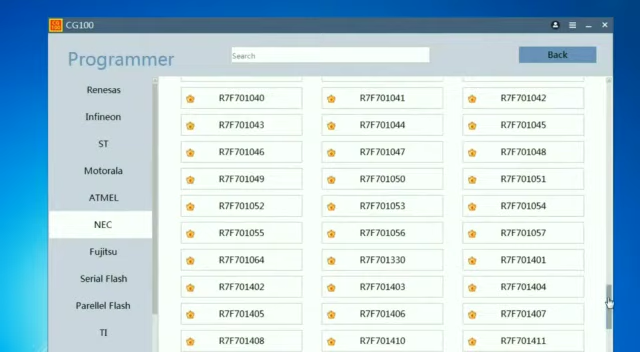 CG100
Programmer
Search
Back
Renesas
Infineon
ST
Motorala
ATMEL
NEC
Fujitsu
Serial Flash
Parellel Flash
TI
R7F701040 R7F701041 R7F701042
R7F701043 R7F701044 R7F701045
R7F701046 R7F701047 R7F701048
R7F701049 R7F701050 R7F701051
R7F701052 R7F701053 R7F701054
R7F701055 R7F701056 R7F701057
R7F701064 R7F701330 R7F701401
R7F701402 R7F701403 R7F701404
R7F701405 R7F701406 R7F701407
R7F701408 R7F701410 R7F701411